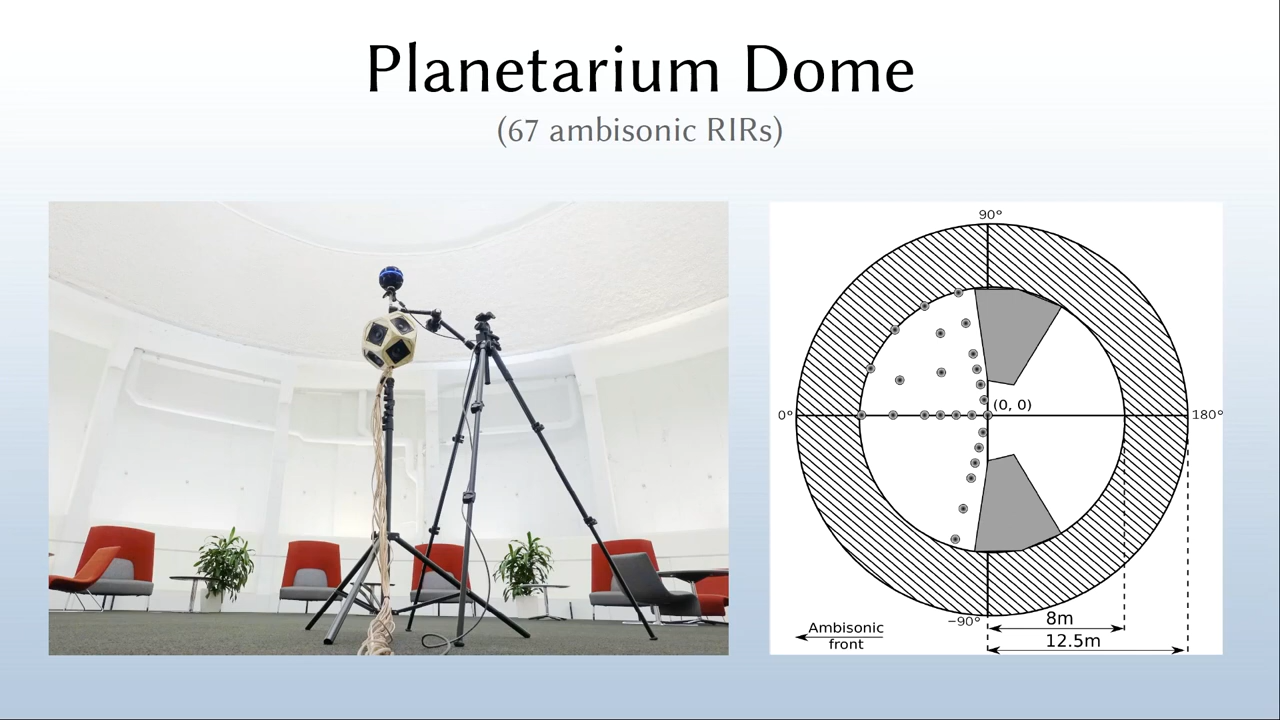 Planetarium Dome
(67 ambisonic RIRs)
90°
0°
(0, 0)
180°
−90°
8m
12.5m
Ambisonic
front